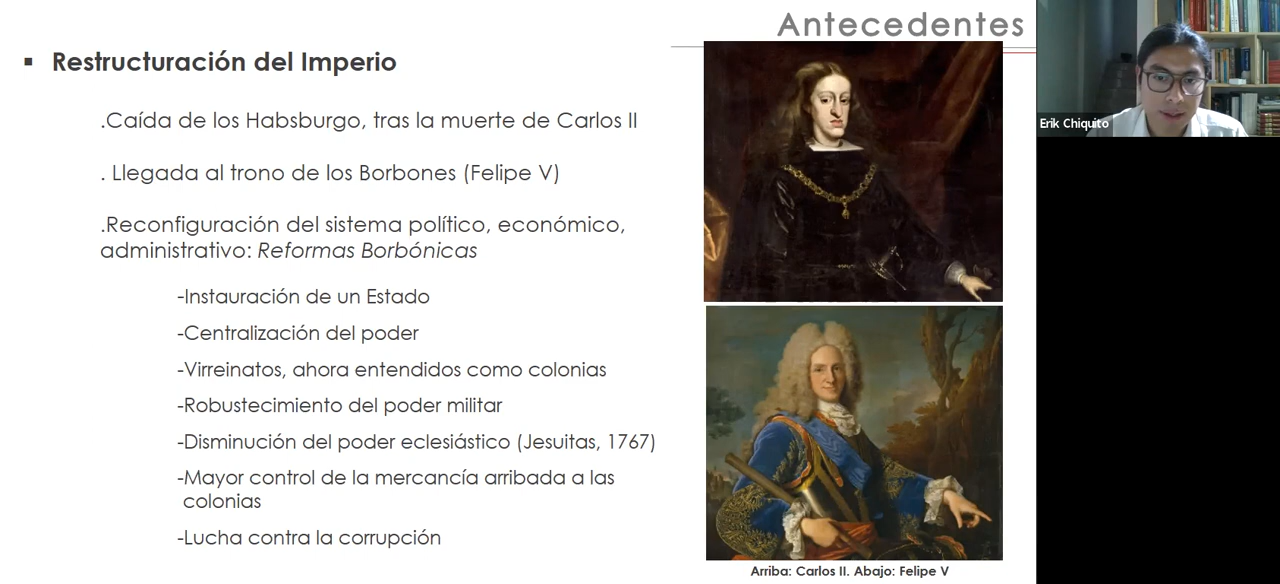 Antecedentes
▪ Restructuración del Imperio
.Caída de los Habsburgo, tras la muerte de Carlos II
. Llegada al trono de los Borbones (Felipe V)
.Reconfiguración del sistema político, económico,
administrativo: Reformas Borbónicas
-Instauración de un Estado
-Centralización del poder
-Virreinatos, ahora entendidos como colonias
-Robustecimiento del poder militar
-Disminución del poder eclesiástico (Jesuitas, 1767)
-Mayor control de la mercancía arribada a las
colonias
-Lucha contra la corrupción
Arriba: Carlos II. Abajo: Felipe V
Erik Chiquito